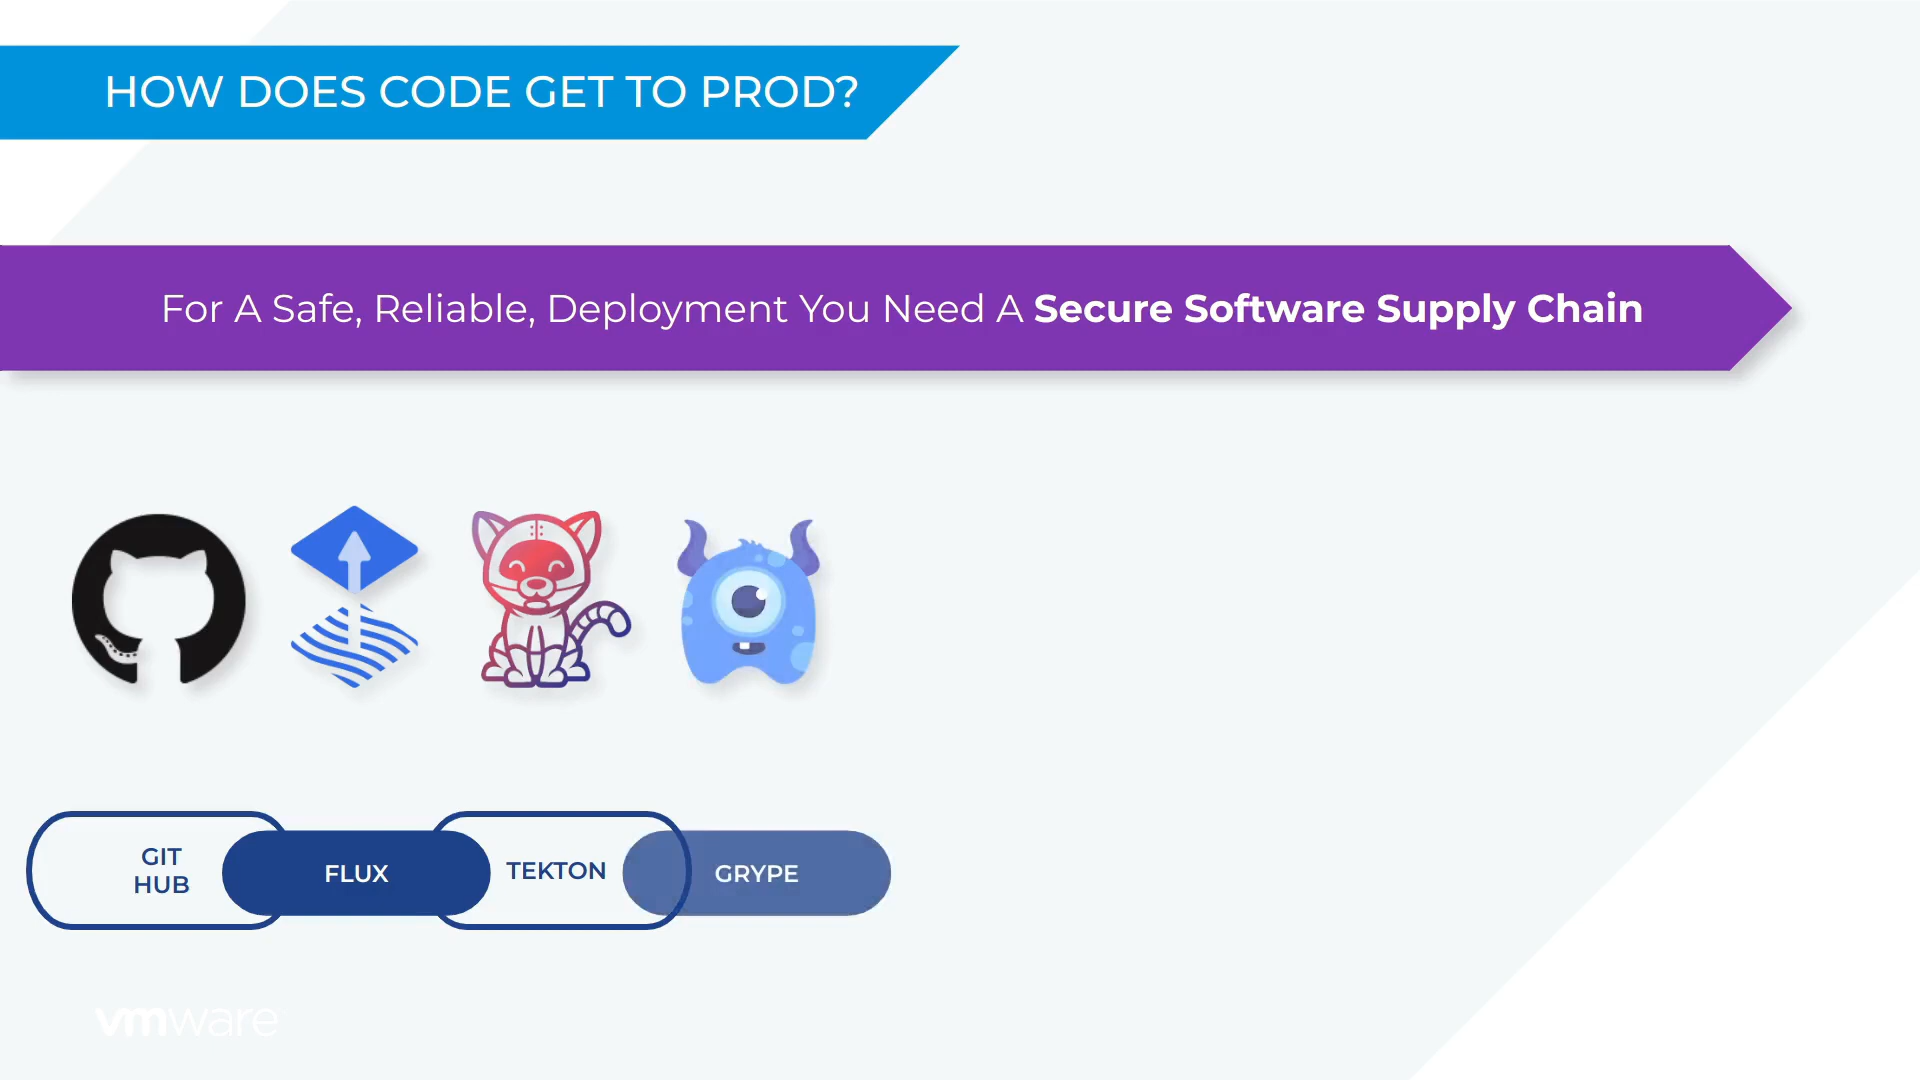 HOW DOES CODE GET TO PROD?
For A Safe, Reliable, Deployment You Need A Secure Software Supply Chain
GIT
HUB
FLUX
TEKTON
GRYPE
vmware